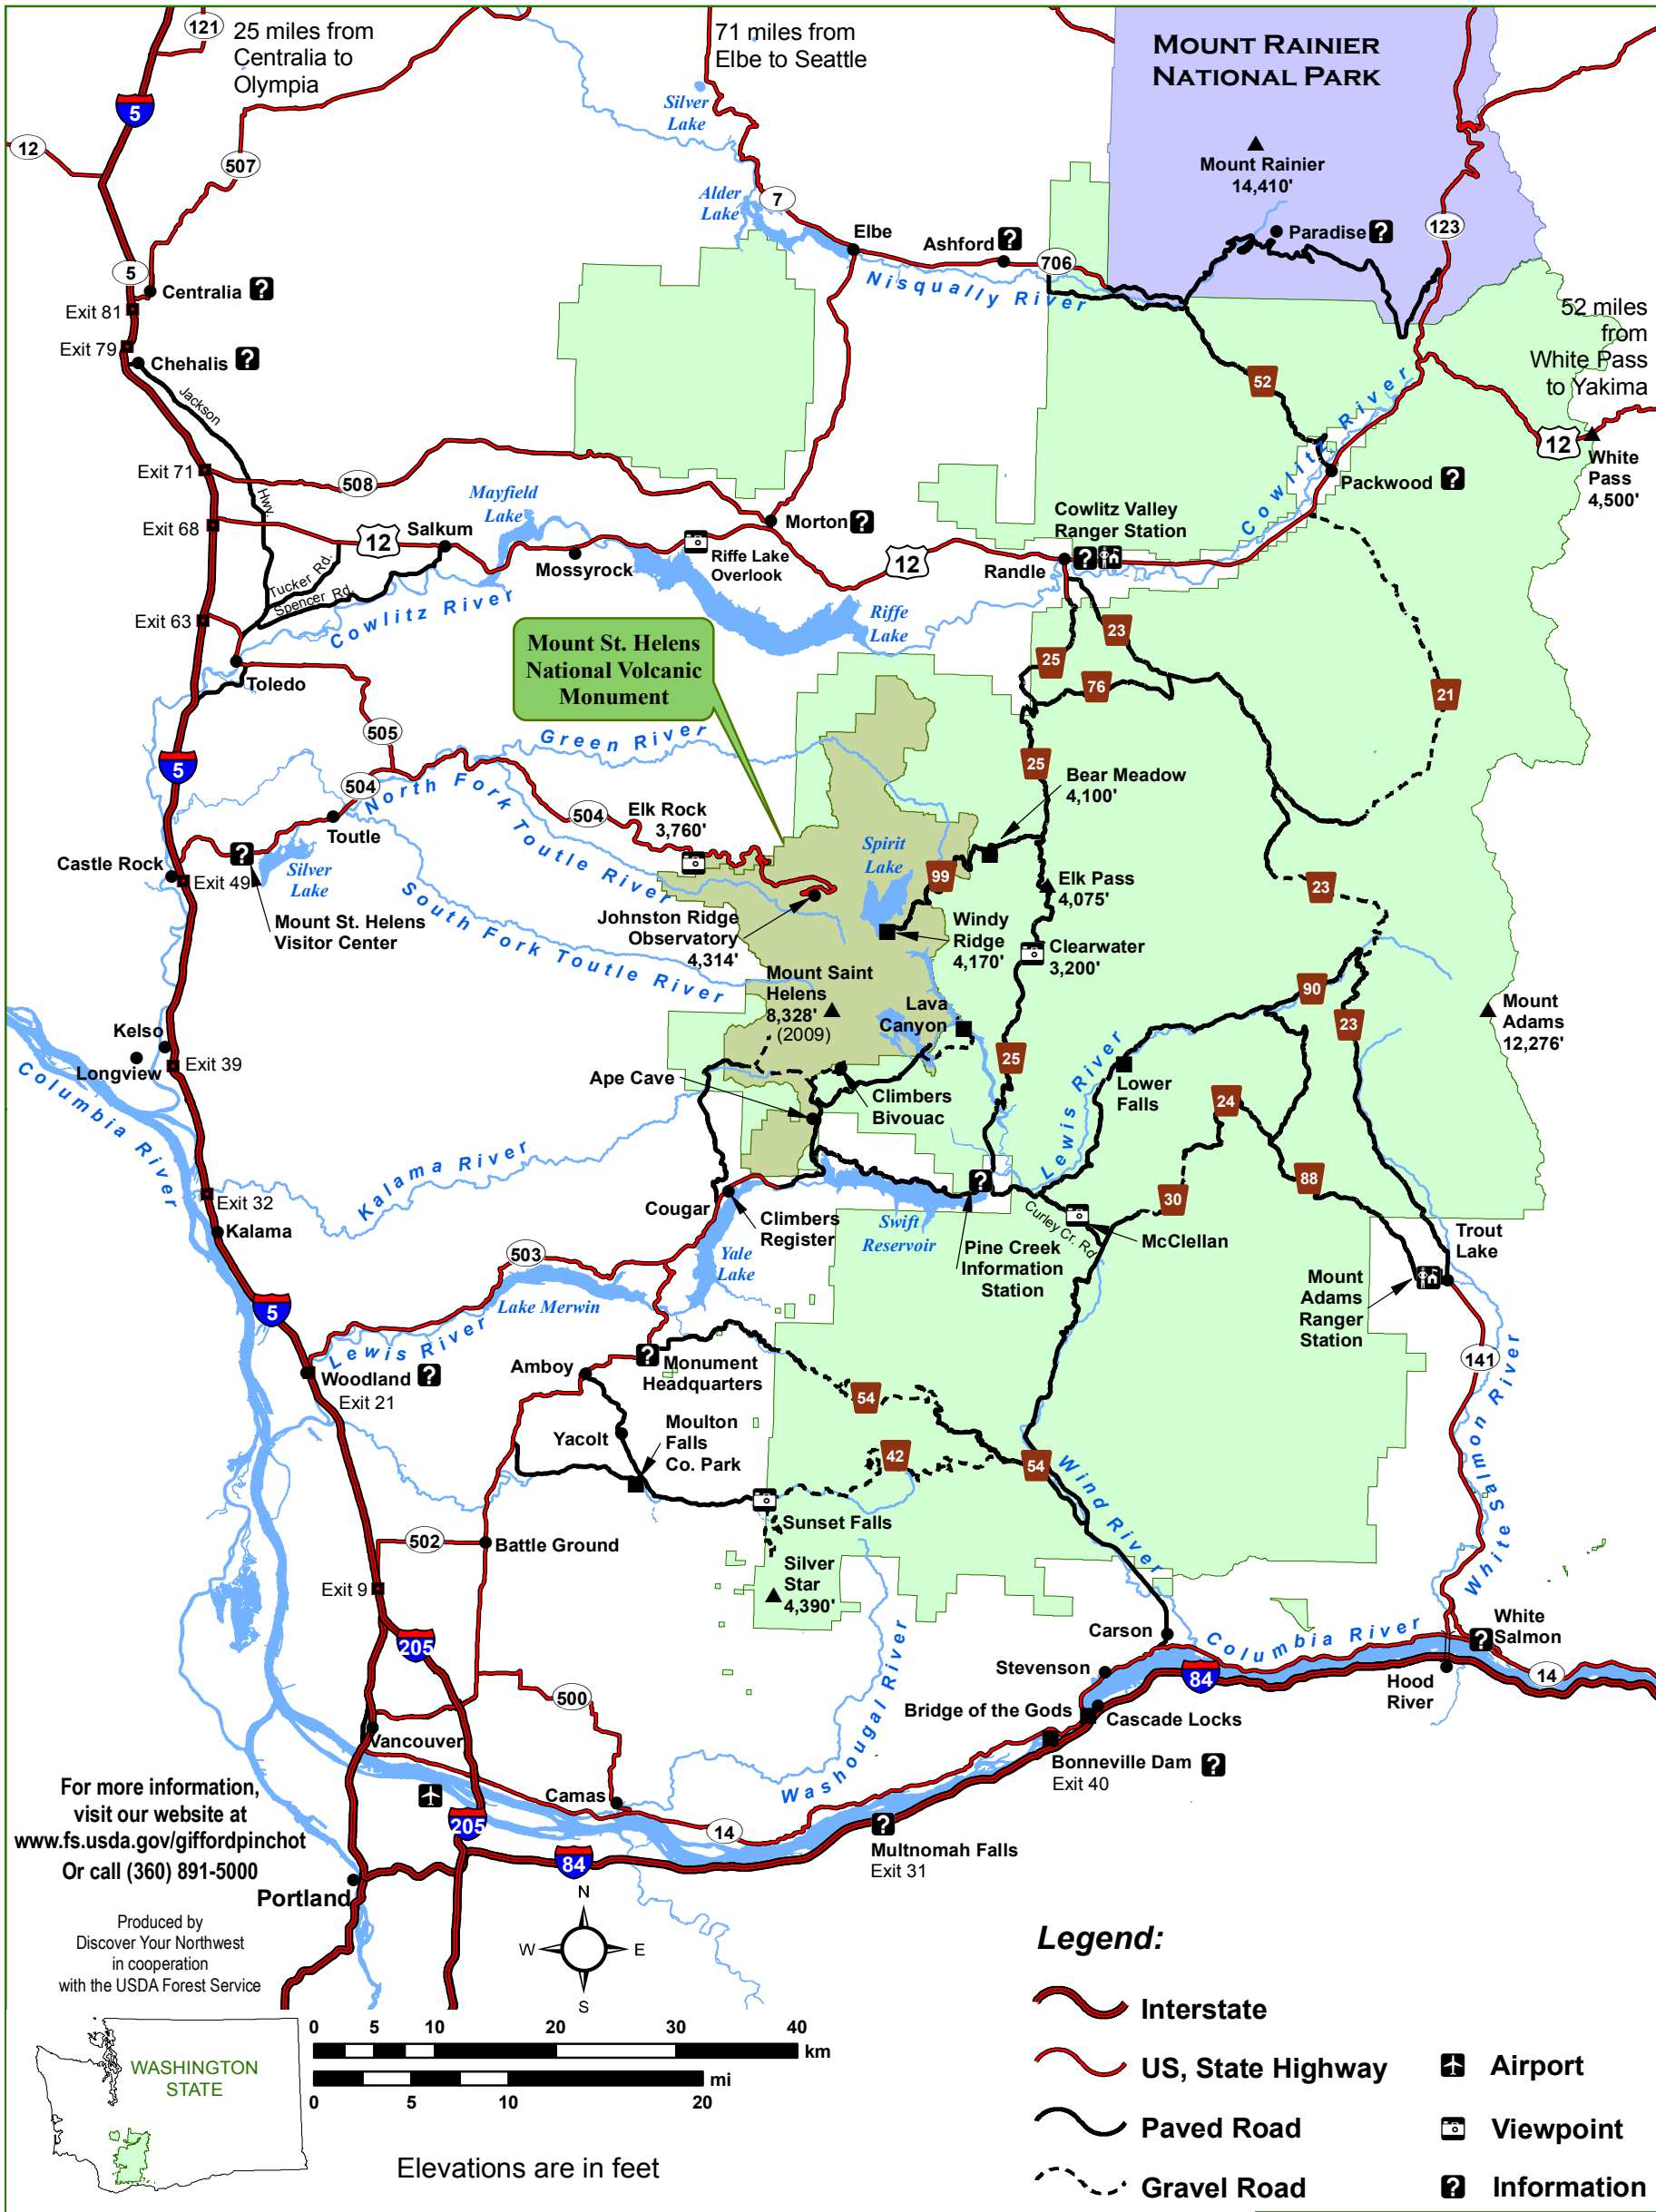 121
25 miles from
Centralia to
Olympia
71 miles from
Elbe to Seattle
MOUNT RAINIER
NATIONAL PARK
5
12
507
Silver
Lake
Mount Rainier
14,410'
Alder
Lake
7
Elbe
Ashford ?
706
Paradise ?
123
Nisqually River
5
Centralia ?
Exit 81
Exit 79
Chehalis ?
Jackson
Hwy.
52 miles
from
White Pass
to Yakima
52
Cowlitz River
12
White
Pass
4,500'
Packwood ?
Exit 71
508
Mayfield
Lake
Exit 68
12
Salkum
Morton ?
Cowlitz Valley
Ranger Station
?
Randle
12
Riffe Lake
Overlook
Mossyrock
Tucker Rd.
Spencer Rd.
Cowlitz River
Exit 63
Riffe
Lake
Toledo
Mount St. Helens
National Volcanic
Monument
23
25
76
21
505
Green River
5
504
North Fork Toutle River
504
Elk Rock
3,760'
25
Bear Meadow
4,100'
Toutle
Castle Rock
?
Exit 49
Silver
Lake
Mount St. Helens
Visitor Center
South Fork Toutle River
Spirit
Lake
99
Elk Pass
4,075'
23
Johnston Ridge
Observatory
4,314'
Windy
Ridge
4,170'
Clearwater
3,200'
Mount Saint
Helens
8,328'
(2009)
Lava
Canyon
90
23
Mount
Adams
12,276'
Kelso
Longview
Exit 39
Columbia River
Ape Cave
Climbers
Bivouac
25
Lewis River
Lower
Falls
24
Kalama River
Exit 32
Kalama
Cougar
Climbers
Register
?
Swift
Reservoir
Pine Creek
Information
Station
Curley Cr. Rd
McClellan
30
88
Trout
Lake
Mount
Adams
Ranger
Station
503
Yale
Lake
Lake Merwin
5
Lewis River
Woodland ?
Exit 21
Amboy
?
Monument
Headquarters
54
141
White Salmon River
Yacolt
Moulton
Falls
Co. Park
42
54
Wind River
Sunset Falls
502
Battle Ground
Silver
Star
4,390'
Exit 9
205
Carson
Columbia River
White
Salmon
?
Stevenson
84
Hood
River
14
500
Bridge of the Gods
Cascade Locks
Vancouver
Washougal River
Bonneville Dam ?
Exit 40
Camas
205
14
?
Multnomah Falls
Exit 31
84
Portland
For more information,
visit our website at
www.fs.usda.gov/giffordpinchot
Or call (360) 891-5000
Produced by
Discover Your Northwest
in cooperation
with the USDA Forest Service
N
W
E
S
WASHINGTON
STATE
0 5 10 20 30 40
km
mi
0 5 10 20
Elevations are in feet
Legend:
Interstate
US, State Highway
Airport
Paved Road
Viewpoint
Gravel Road
? Information